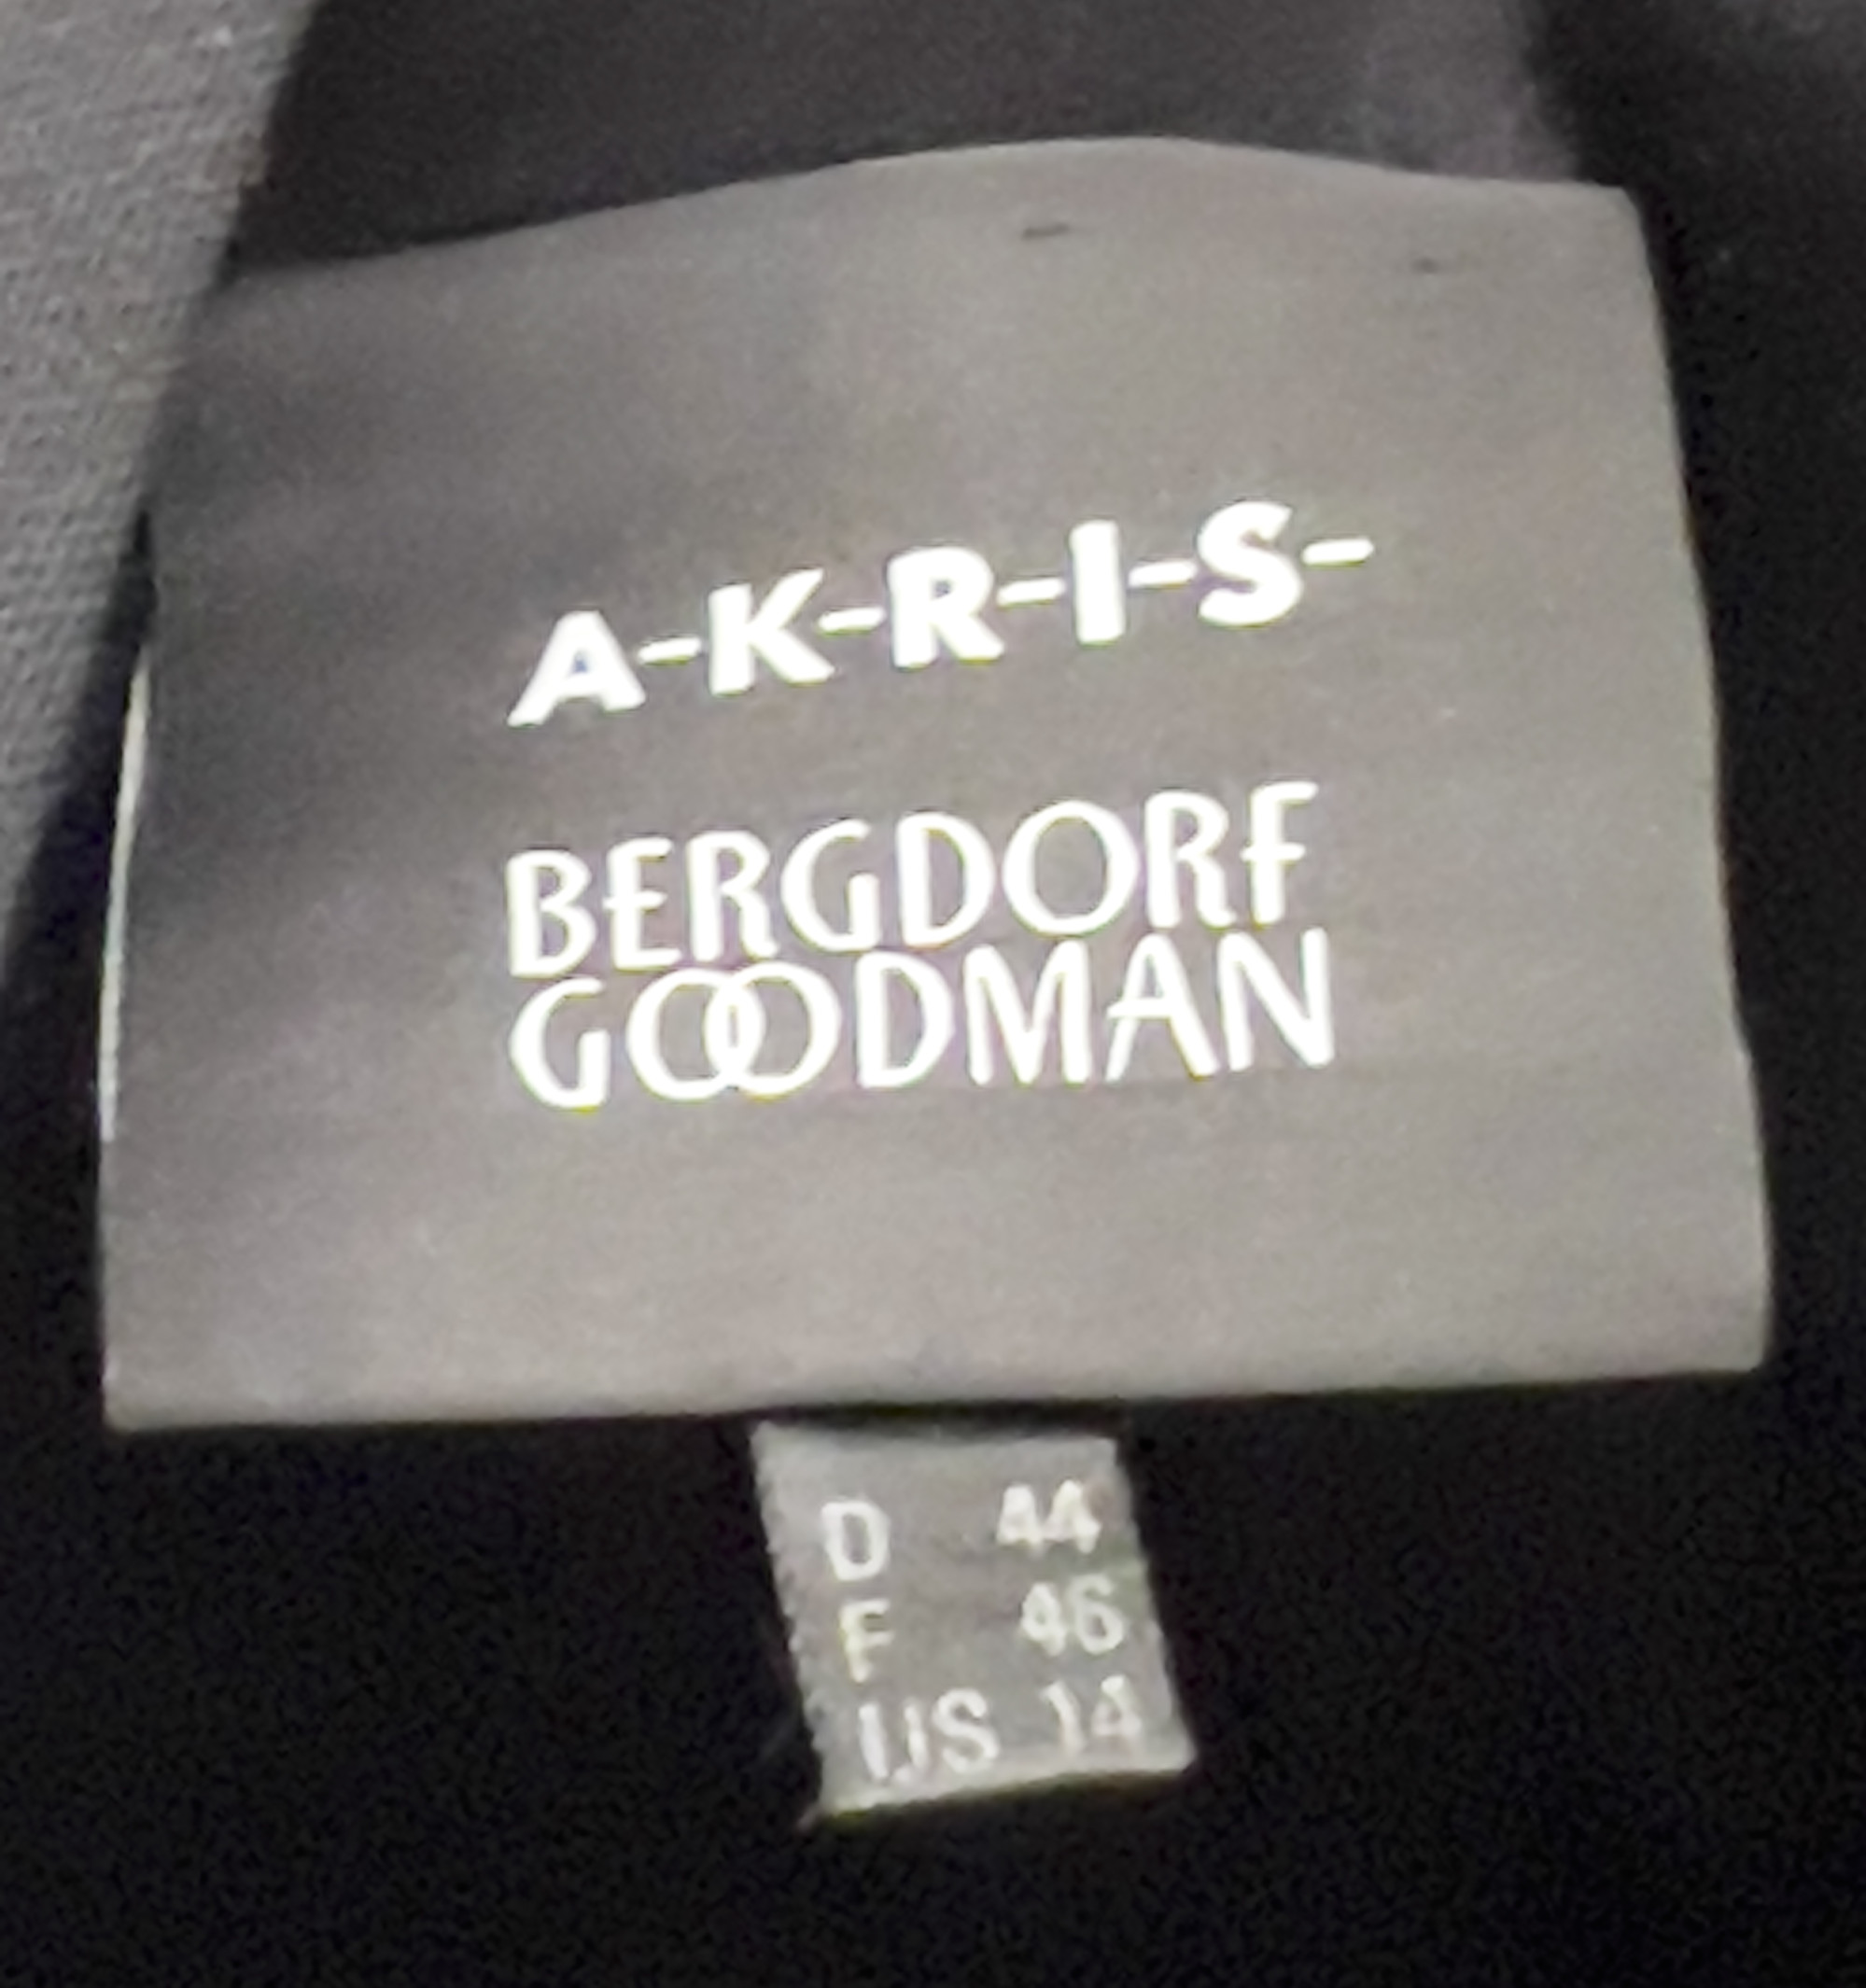 A-K-R-I-S-
BERGDORF
GOODMAN
D 44
F 46
US 14